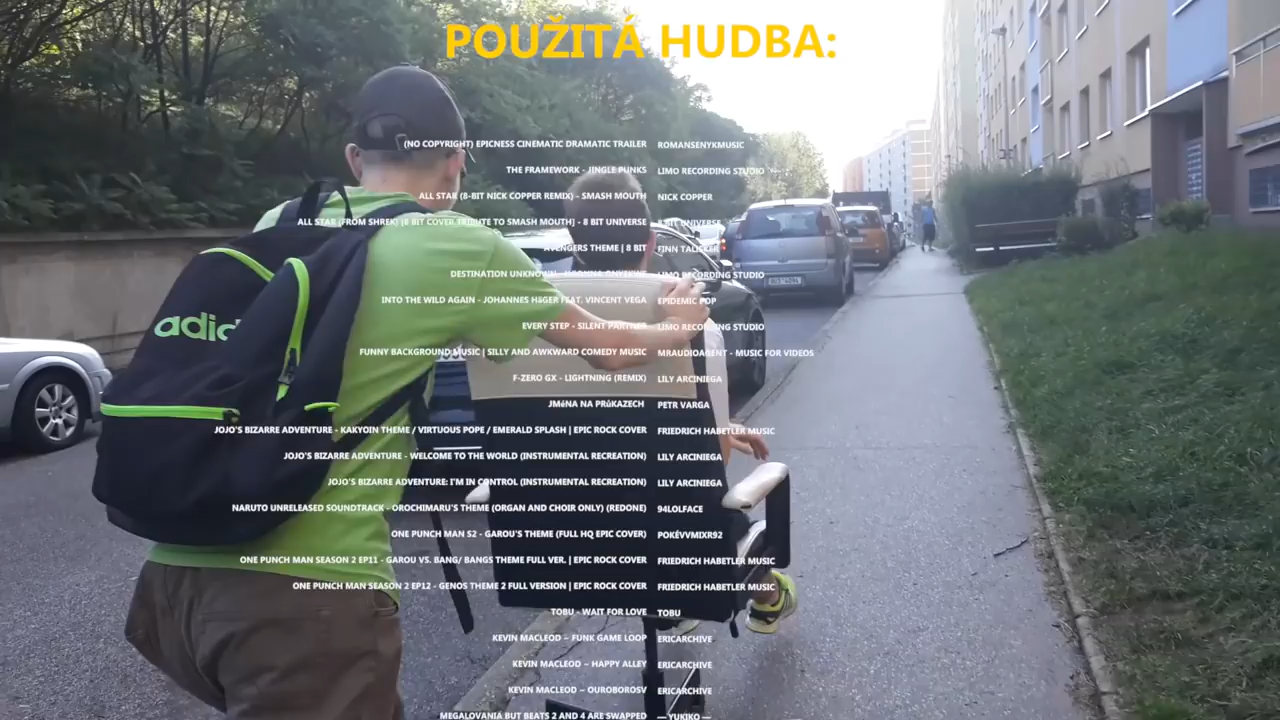 POUŽITÁ HUDBA:
(NO COPYRIGHT) EPICNESS CINEMATIC DRAMATIC TRAILER ROMANSENYKMUSIC
THE FRAMEWORK - JINGLE PUNKS LIMO RECORDING STUDIO
ALL STAR (8-BIT NICK COPPER REMIX) - SMASH MOUTH NICK COPPER
ALL STAR (FROM SHREK) [8 BIT COVER TRIBUTE TO SMASH MOUTH] - 8 BIT UNIVERSE 8 BIT UNIVERSE
AVENGERS THEME | 8 BIT FINN TALISKER
DESTINATION UNKNOWN - LIMO RECORDING STUDIO
INTO THE WILD AGAIN - JOHANNES HäGER FEAT. VINCENT VEGA EPIDEMIC POP
EVERY STEP - SILENT PARTNER LIMO RECORDING STUDIO
FUNNY BACKGROUND MUSIC | SILLY AND AWKWARD COMEDY MUSIC MRAUDIOAGENT - MUSIC FOR VIDEOS
F-ZERO GX - LIGHTNING (REMIX) LILY ARCINIEGA
JMéNA NA PRůKAZECH PETR VARGA
JOJO'S BIZARRE ADVENTURE - KAKYOIN THEME / VIRTUOUS POPE / EMERALD SPLASH | EPIC ROCK COVER FRIEDRICH HABETLER MUSIC
JOJO'S BIZARRE ADVENTURE - WELCOME TO THE WORLD (INSTRUMENTAL RECREATION) LILY ARCINIEGA
JOJO'S BIZARRE ADVENTURE: I'M IN CONTROL (INSTRUMENTAL RECREATION) LILY ARCINIEGA
NARUTO UNRELEASED SOUNDTRACK - OROCHIMARU'S THEME (ORGAN AND CHOIR ONLY) (REDONE) 94LOLFACE
ONE PUNCH MAN S2 - GAROU'S THEME (FULL HQ EPIC COVER) POKÉVVMIXR92
ONE PUNCH MAN SEASON 2 EP11 - GAROU VS. BANG/ BANGS THEME FULL VER. | EPIC ROCK COVER FRIEDRICH HABETLER MUSIC
ONE PUNCH MAN SEASON 2 EP12 - GENOS THEME 2 FULL VERSION | EPIC ROCK COVER FRIEDRICH HABETLER MUSIC
TOBU - WAIT FOR LOVE TOBU
KEVIN MACLEOD ~ FUNK GAME LOOP ERICARCHIVE
KEVIN MACLEOD ~ HAPPY ALLEY ERICARCHIVE
KEVIN MACLEOD ~ OUROBOROSV ERICARCHIVE
MEGALOVANIA BUT BEATS 2 AND 4 ARE SWAPPED — YUKIKO —
adid